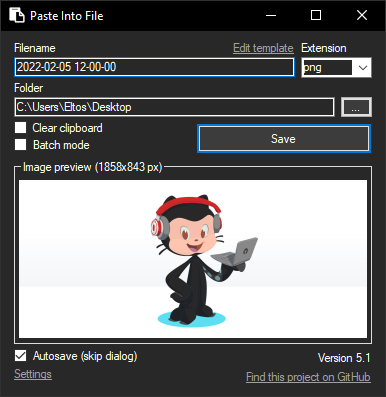 Paste Into File
Filename Edit template Extension
2022-02-05 12-00-00 png
Folder
C:\Users\Eltos\Desktop ...
Clear clipboard
Batch mode
Save
Image preview (1858x843 px)
Autosave (skip dialog) Version 5.1
Settings Find this project on GitHub